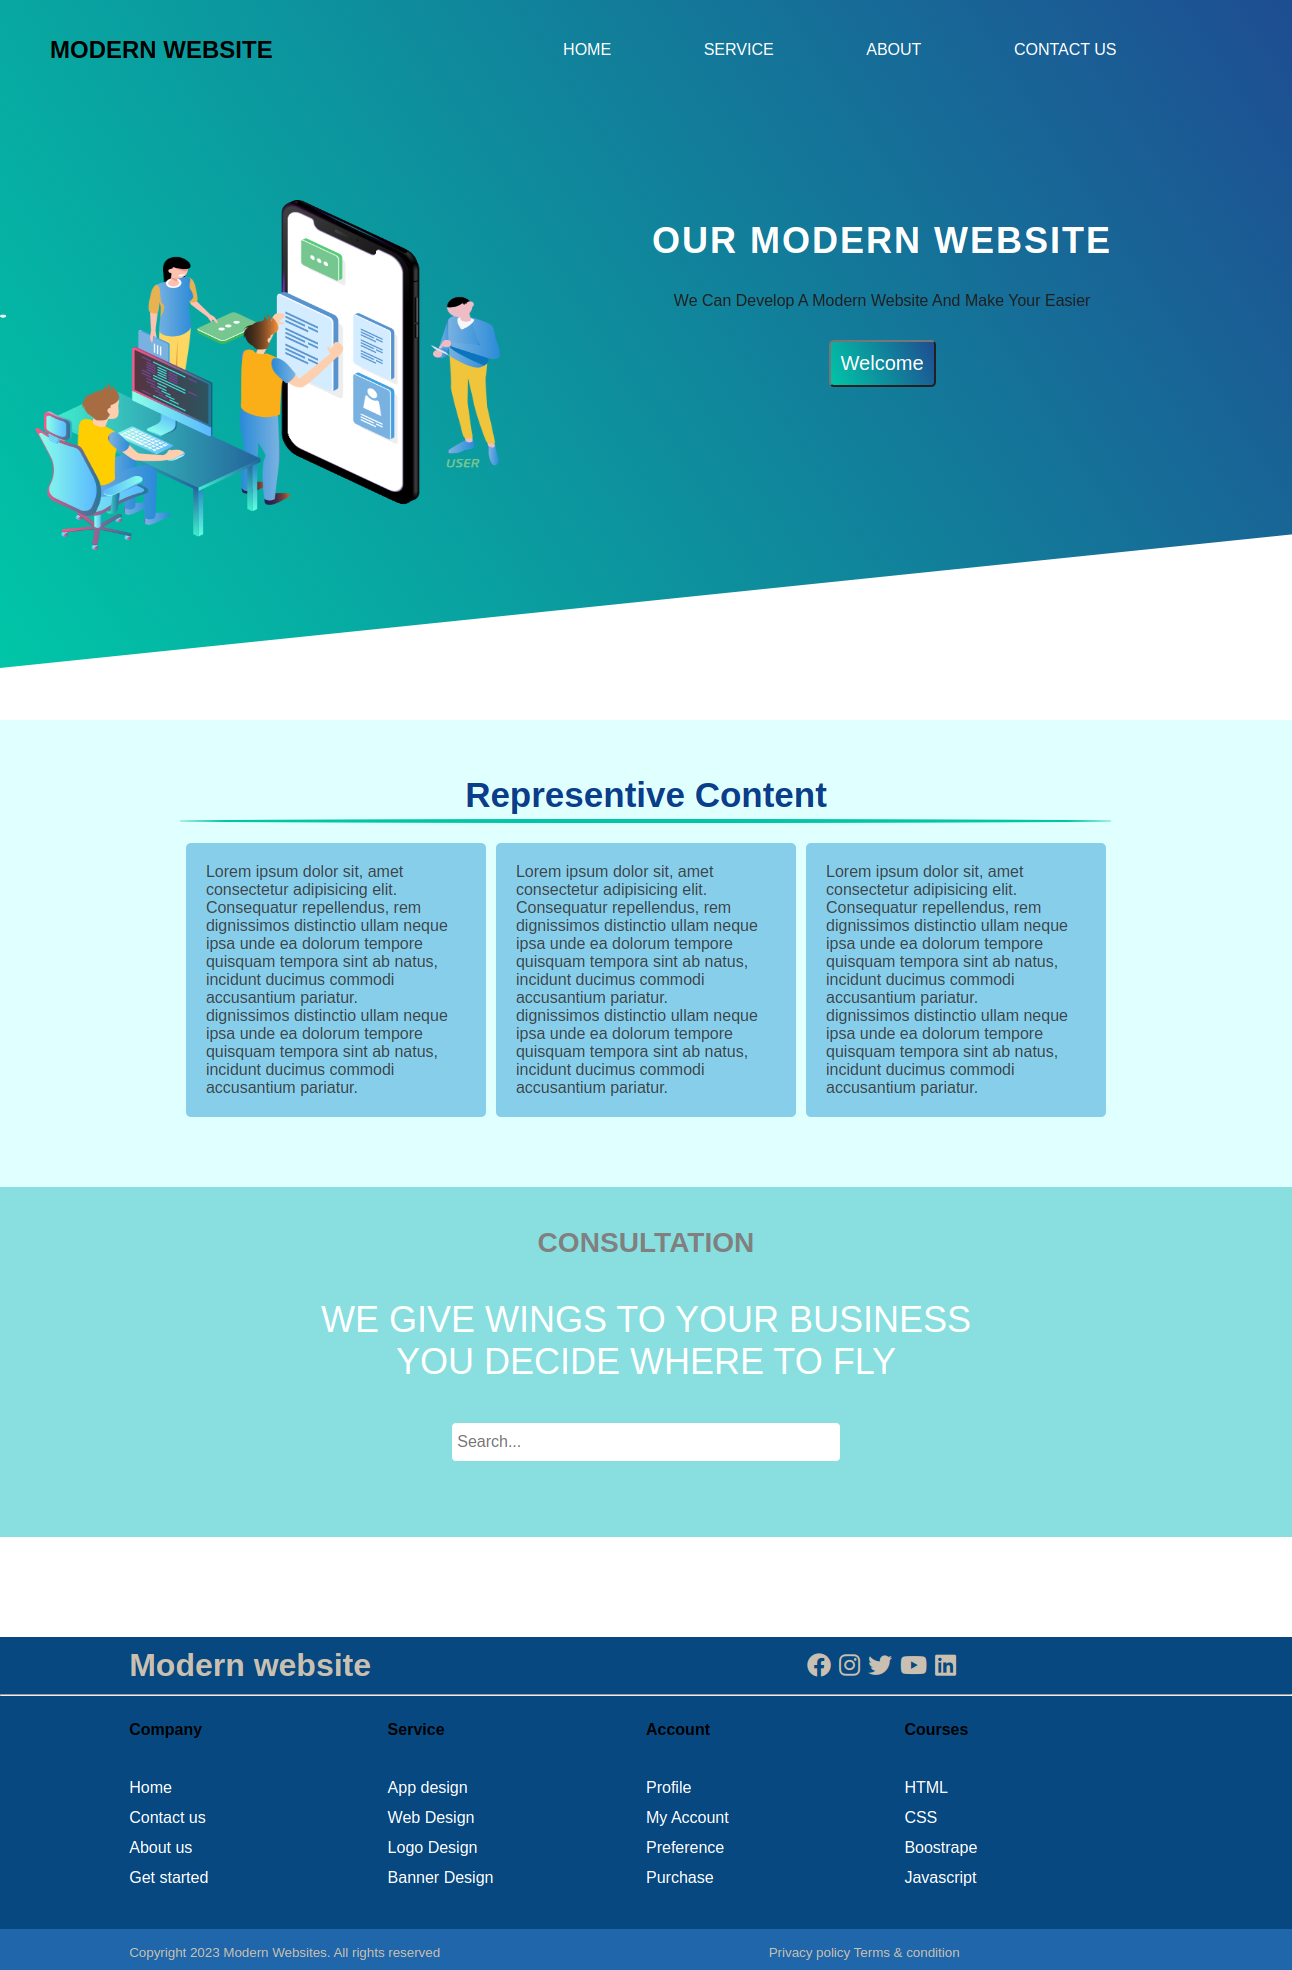 MODERN WEBSITE
HOME SERVICE ABOUT CONTACT US
OUR MODERN WEBSITE
We Can Develop A Modern Website And Make Your Easier
Welcome
USER
Representive Content
Lorem ipsum dolor sit, amet
consectetur adipisicing elit.
Consequatur repellendus, rem
dignissimos distinctio ullam neque
ipsa unde ea dolorum tempore
quisquam tempora sint ab natus,
incidunt ducimus commodi
accusantium pariatur.
dignissimos distinctio ullam neque
ipsa unde ea dolorum tempore
quisquam tempora sint ab natus,
incidunt ducimus commodi
accusantium pariatur.
Lorem ipsum dolor sit, amet
consectetur adipisicing elit.
Consequatur repellendus, rem
dignissimos distinctio ullam neque
ipsa unde ea dolorum tempore
quisquam tempora sint ab natus,
incidunt ducimus commodi
accusantium pariatur.
dignissimos distinctio ullam neque
ipsa unde ea dolorum tempore
quisquam tempora sint ab natus,
incidunt ducimus commodi
accusantium pariatur.
Lorem ipsum dolor sit, amet
consectetur adipisicing elit.
Consequatur repellendus, rem
dignissimos distinctio ullam neque
ipsa unde ea dolorum tempore
quisquam tempora sint ab natus,
incidunt ducimus commodi
accusantium pariatur.
dignissimos distinctio ullam neque
ipsa unde ea dolorum tempore
quisquam tempora sint ab natus,
incidunt ducimus commodi
accusantium pariatur.
CONSULTATION
WE GIVE WINGS TO YOUR BUSINESS
YOU DECIDE WHERE TO FLY
Search...
Modern website
Company
Home
Contact us
About us
Get started
Service
App design
Web Design
Logo Design
Banner Design
Account
Profile
My Account
Preference
Purchase
Courses
HTML
CSS
Boostrape
Javascript
Copyright 2023 Modern Websites. All rights reserved
Privacy policy Terms & condition